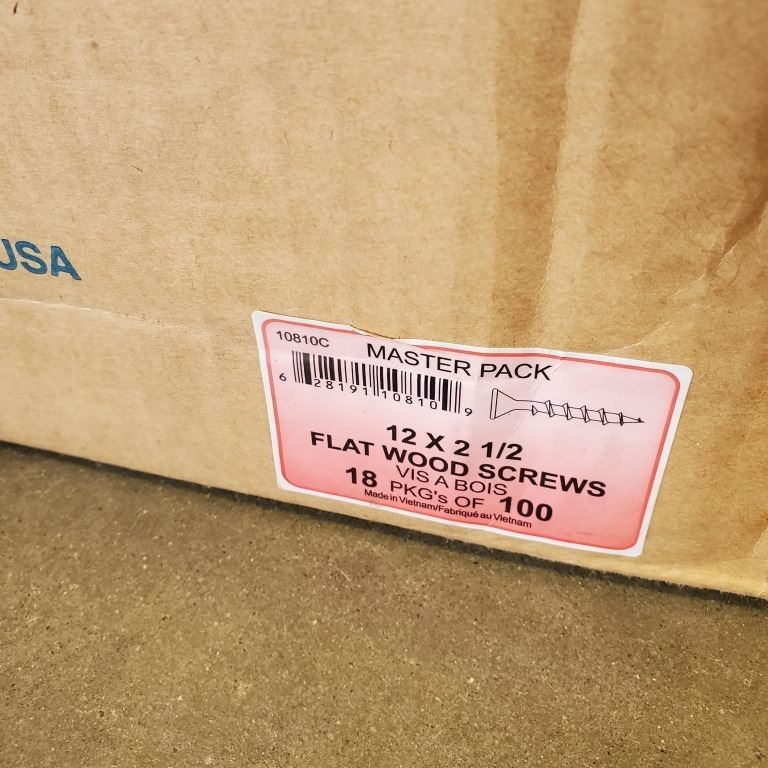 USA
10810C
MASTER PACK
6 28191 10810 9
12 X 2 1/2
FLAT WOOD SCREWS
VIS A BOIS
18 PKG's OF 100
Made in Vietnam/Fabriqué au Vietnam